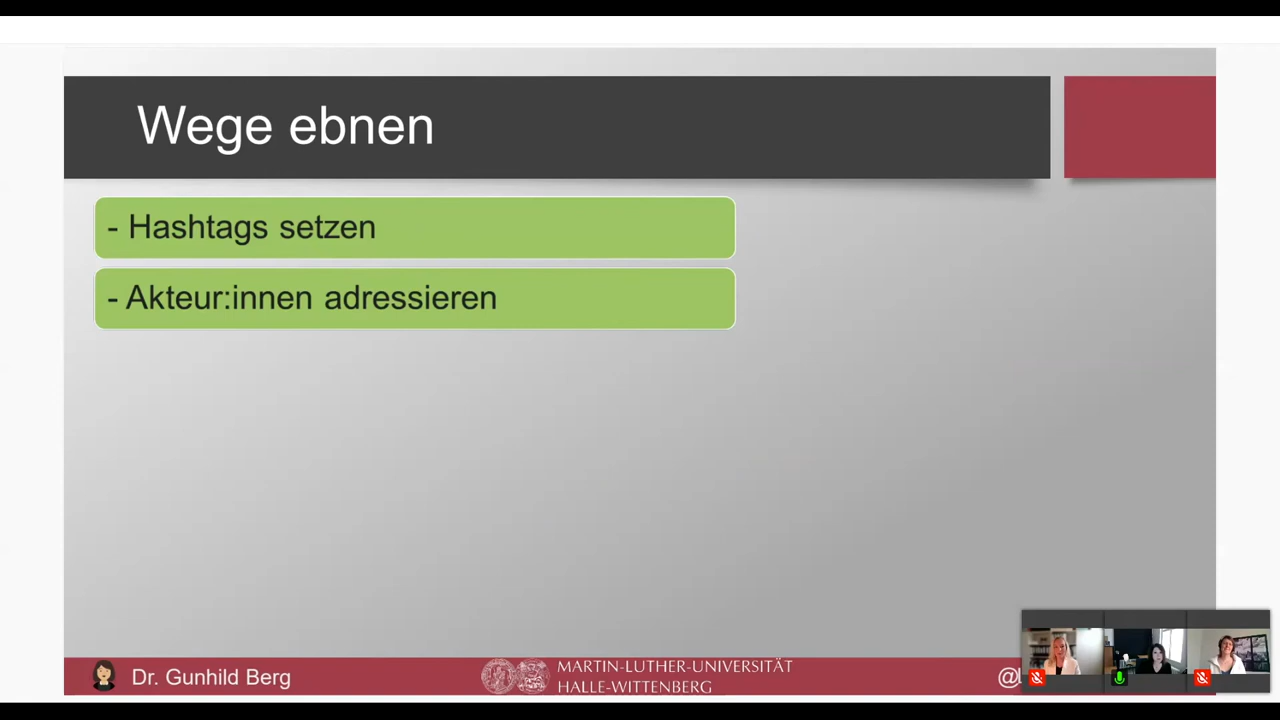 Wege ebnen
- Hashtags setzen
- Akteur:innen adressieren
Dr. Gunhild Berg
MARTIN-LUTHER-UNIVERSITÄT
HALLE-WITTENBERG